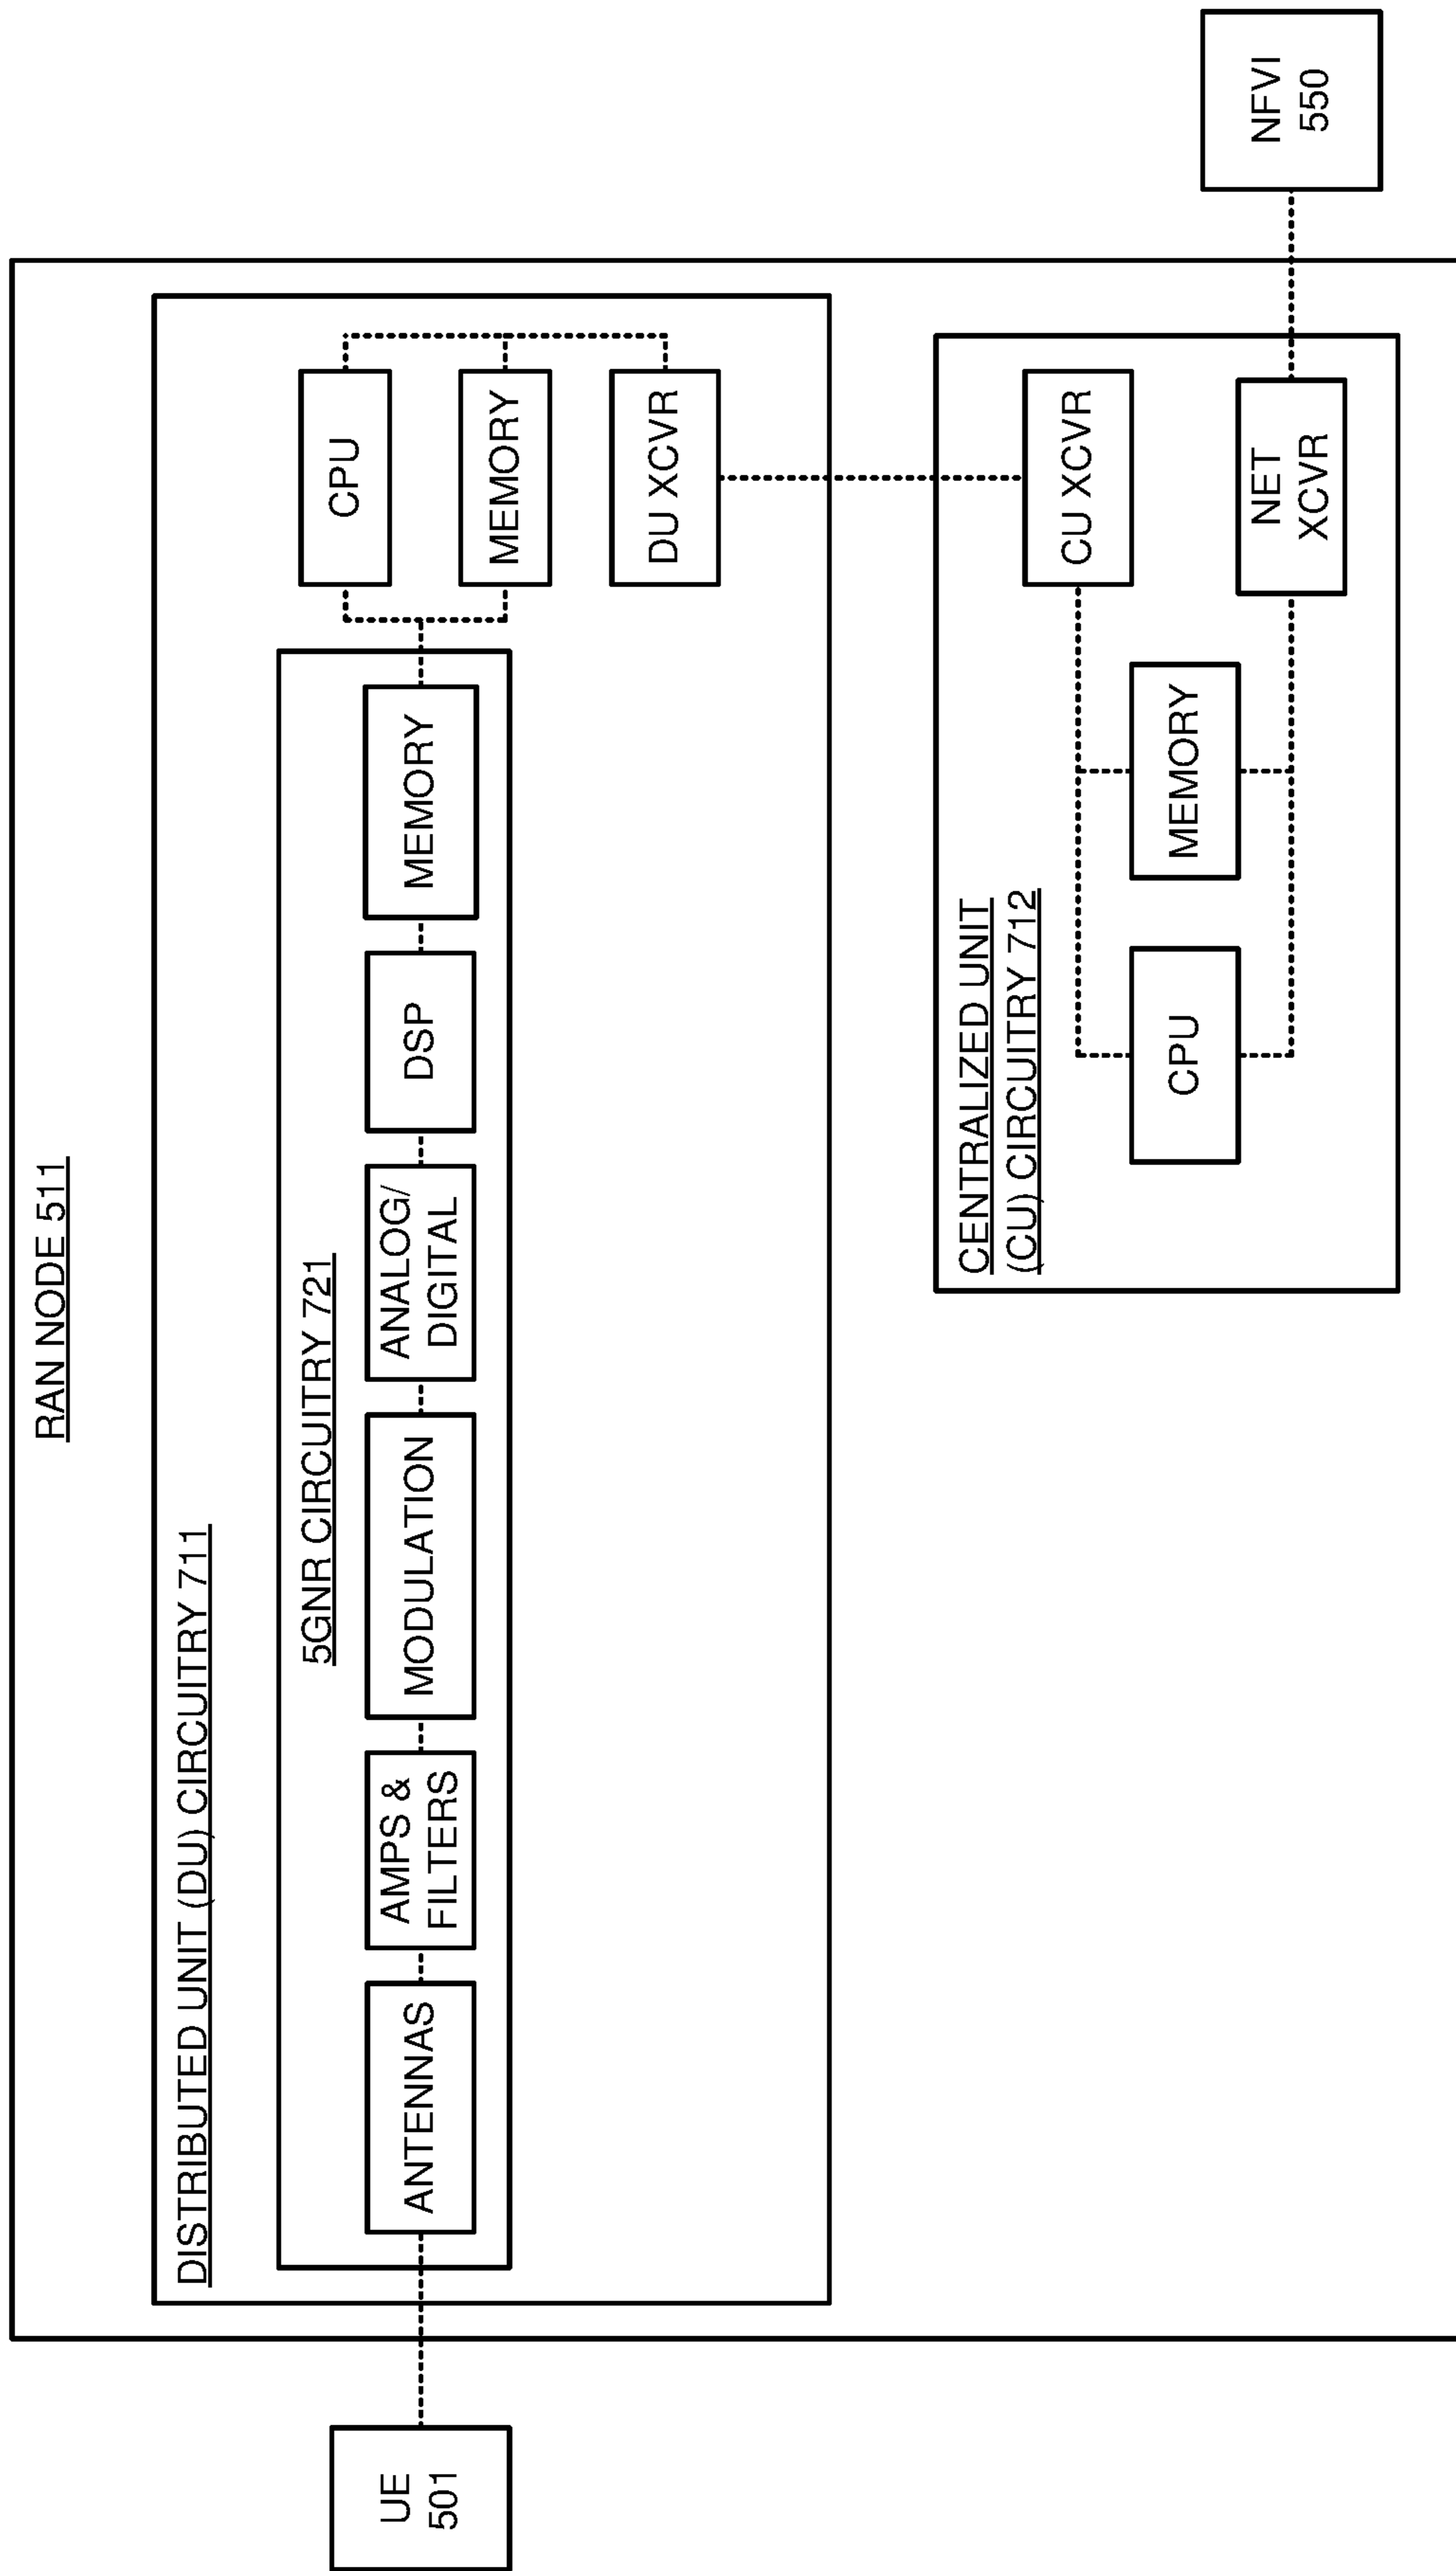 RAN NODE 511
DISTRIBUTED UNIT (DU) CIRCUITRY 711
5GNR CIRCUITRY 721
UE
501
ANTENNAS
AMPS &
FILTERS
MODULATION
ANALOG/
DIGITAL
DSP
MEMORY
CPU
MEMORY
DU XCVR
CENTRALIZED UNIT
(CU) CIRCUITRY 712
CPU
MEMORY
CU XCVR
NET
XCVR
NFVI
550